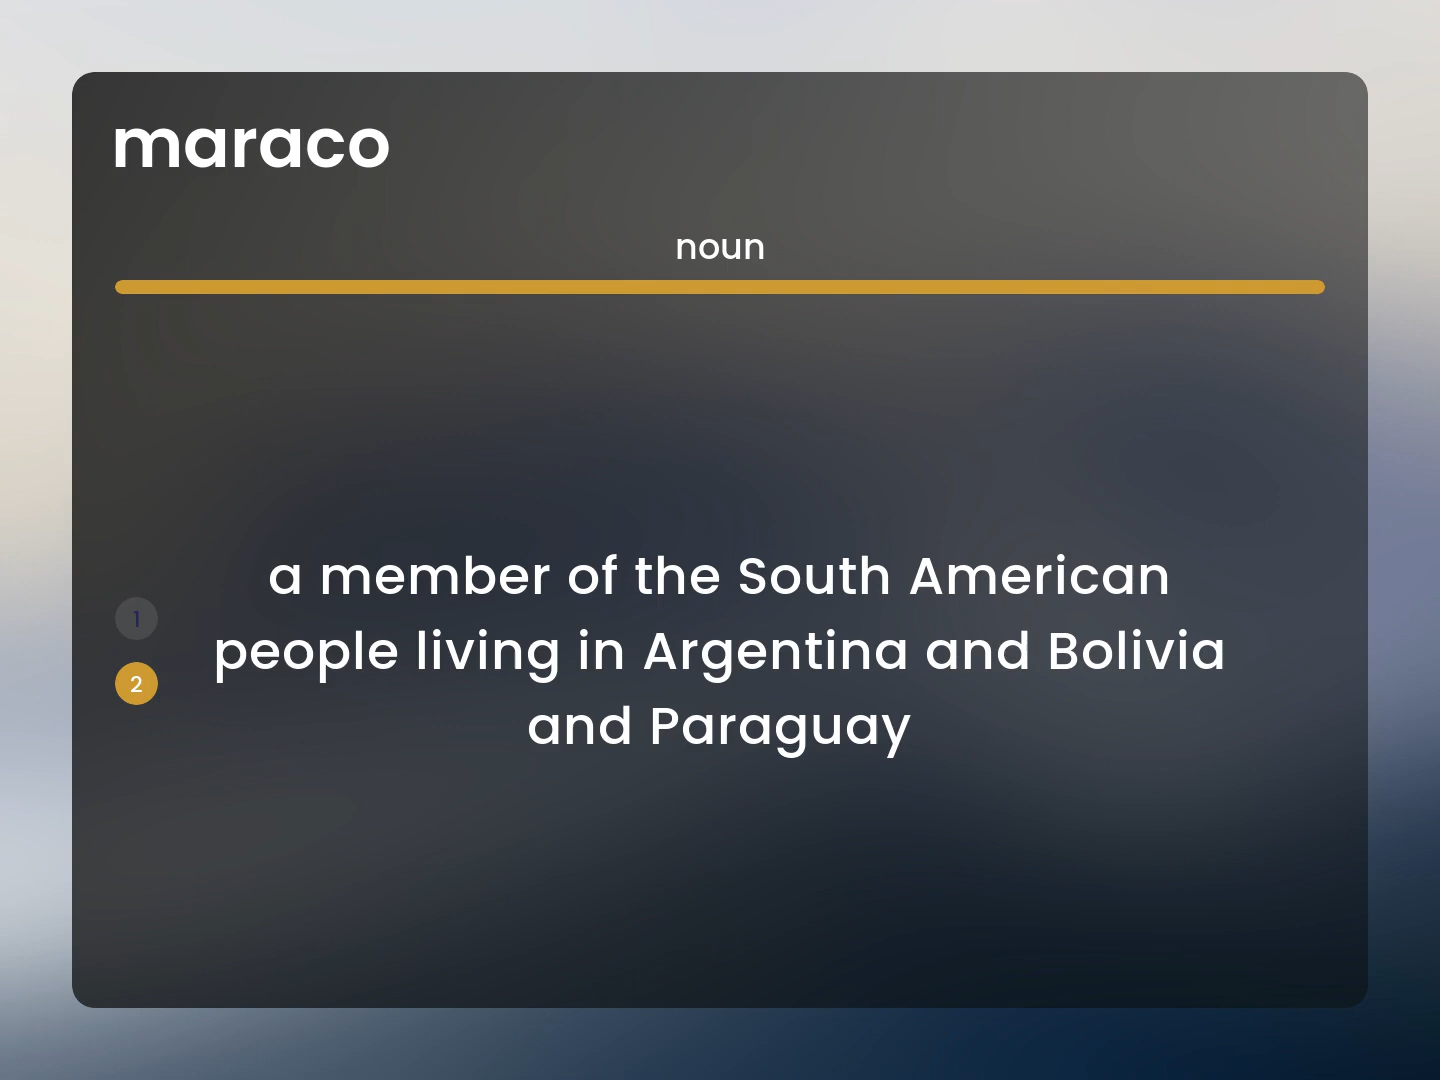 maraco
noun
1
2
a member of the South American
people living in Argentina and Bolivia
and Paraguay